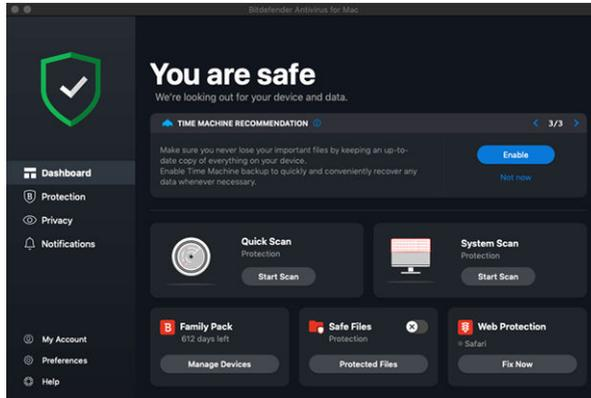 Bitdefender Antivirus for Mac
You are safe
We're looking out for your device and data.
TIME MACHINE RECOMMENDATION
3/3
Make sure you never lose your important files by keeping an up-to-
date copy of everything on your device.
Enable Time Machine backup to quickly and conveniently recover any
data whenever necessary.
Enable
Not now
Dashboard
Protection
Privacy
Notifications
Quick Scan
Protection
Start Scan
System Scan
Protection
Start Scan
B Family Pack
612 days left
Manage Devices
Safe Files
Protection
Protected Files
Web Protection
Safari
Fix Now
My Account
Preferences
Help